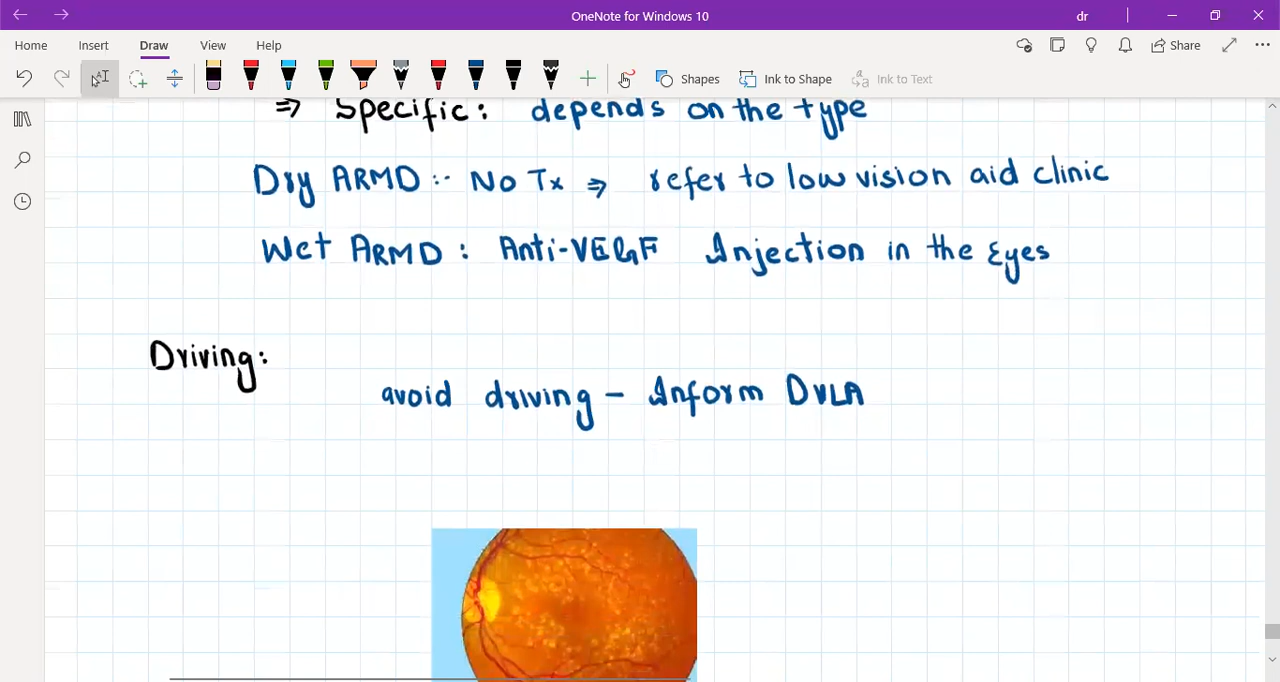 OneNote for Windows 10
dr
Home Insert Draw View Help
Share
Shapes Ink to Shape Ink to Text
⇒ Specific: depends on the type
Dry ARMD :- No Tx ⇒ refer to low vision aid clinic
Wet ARMD : Anti-VEGF Injection in the Eyes
Driving:
avoid driving - Inform DVLA